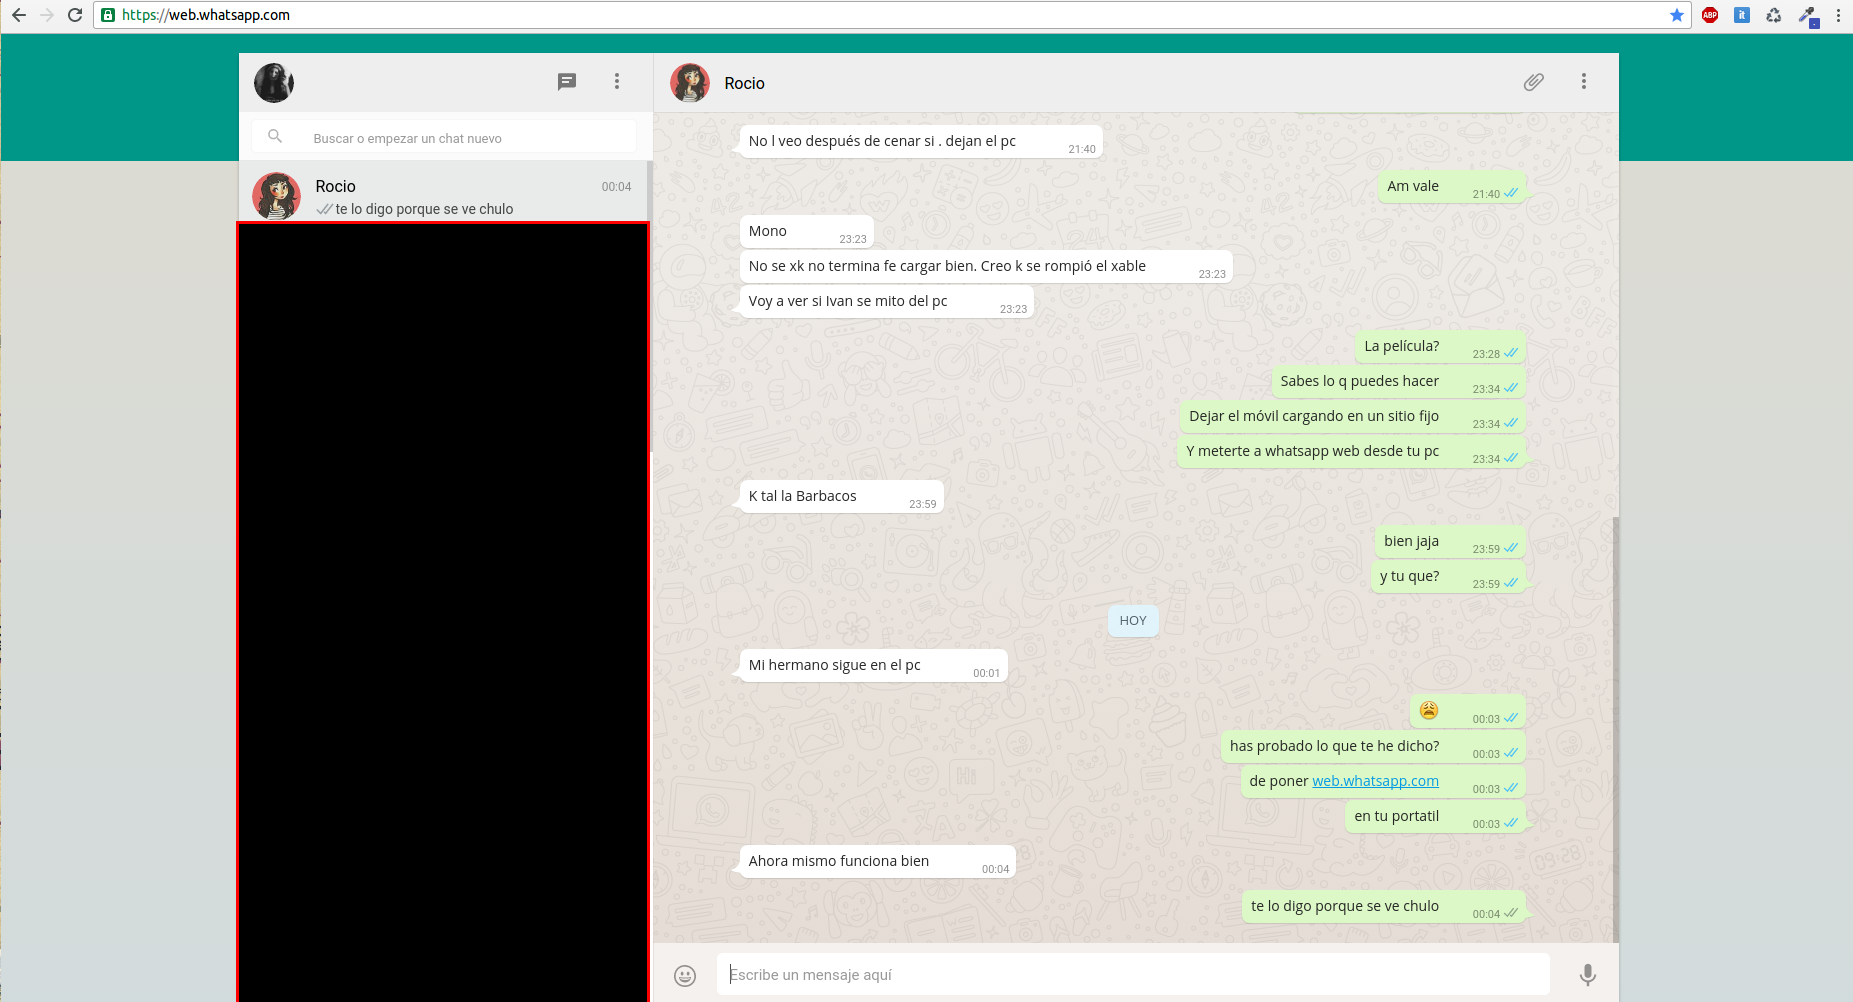 https://web.whatsapp.com
ABP
it
Rocio
Buscar o empezar un chat nuevo
Rocio 00:04
te lo digo porque se ve chulo
No l veo después de cenar si . dejan el pc 21:40
Am vale 21:40
Mono 23:23
No se xk no termina fe cargar bien. Creo k se rompió el xable 23:23
Voy a ver si Ivan se mito del pc 23:23
La película? 23:28
Sabes lo q puedes hacer 23:34
Dejar el móvil cargando en un sitio fijo 23:34
Y meterte a whatsapp web desde tu pc 23:34
K tal la Barbacos 23:59
bien jaja 23:59
y tu que? 23:59
HOY
Mi hermano sigue en el pc 00:01
00:03
has probado lo que te he dicho? 00:03
de poner web.whatsapp.com 00:03
en tu portatil 00:03
Ahora mismo funciona bien 00:04
te lo digo porque se ve chulo 00:04
Escribe un mensaje aquí